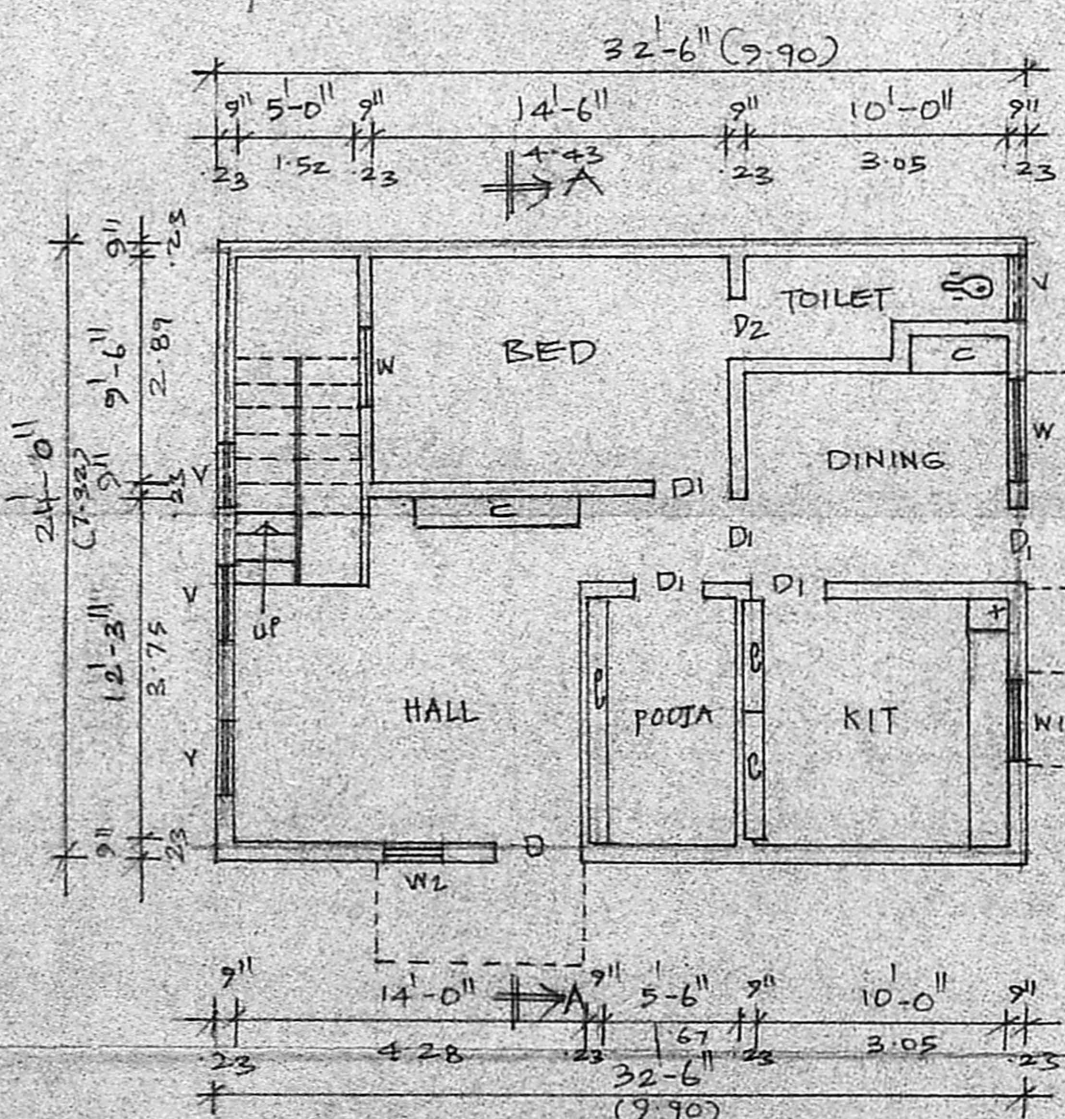 32'-6" (9.90)
9" 5'-0" 9" 14'-6" 9" 10'-0" 9"
.23 1.52 .23 4.43 .23 3.05 .23
A
24'-0"
(7.32)
9" 9'-6" 9" 12'-3" 9"
.23 2.89 .23 3.75 .23
TOILET V
D2
BED
W
C
W
DINING
V
D1
C
D1 D1
D1 D1
V
UP
+
C C
HALL POOJA KIT W1
V C
D
W2
9" 14'-0" A 9" 5'-6" 9" 10'-0" 9"
.23 4.28 .23 1.67 .23 3.05 .23
32'-6"
(9.90)